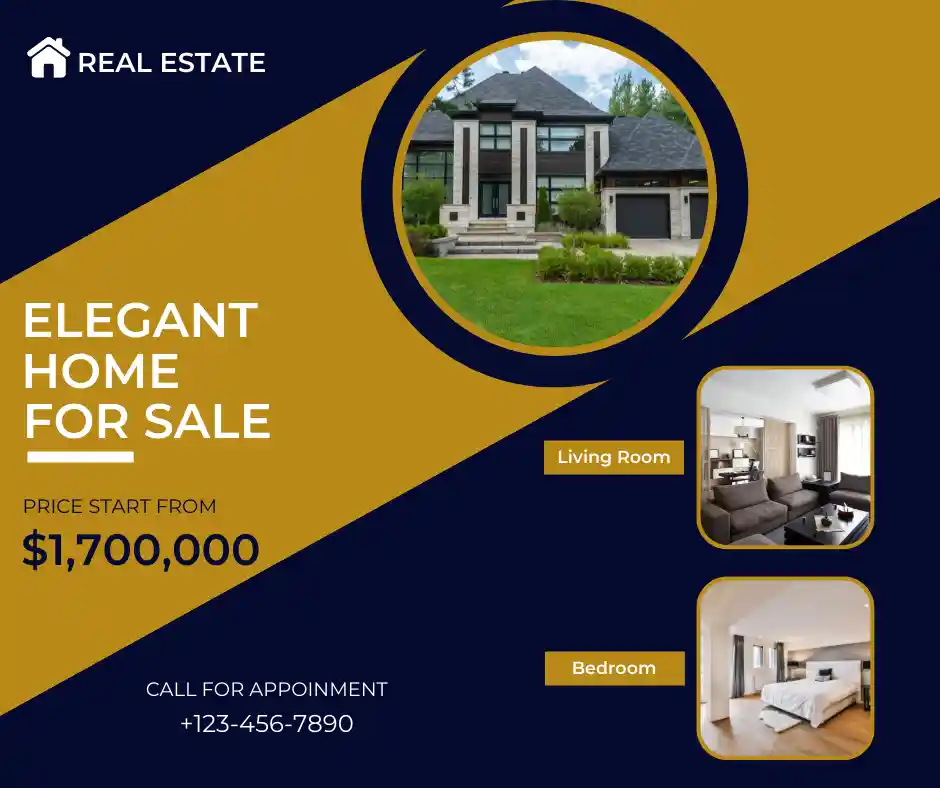 REAL ESTATE
ELEGANT
HOME
FOR SALE
PRICE START FROM
$1,700,000
Living Room
Bedroom
CALL FOR APPOINMENT
+123-456-7890